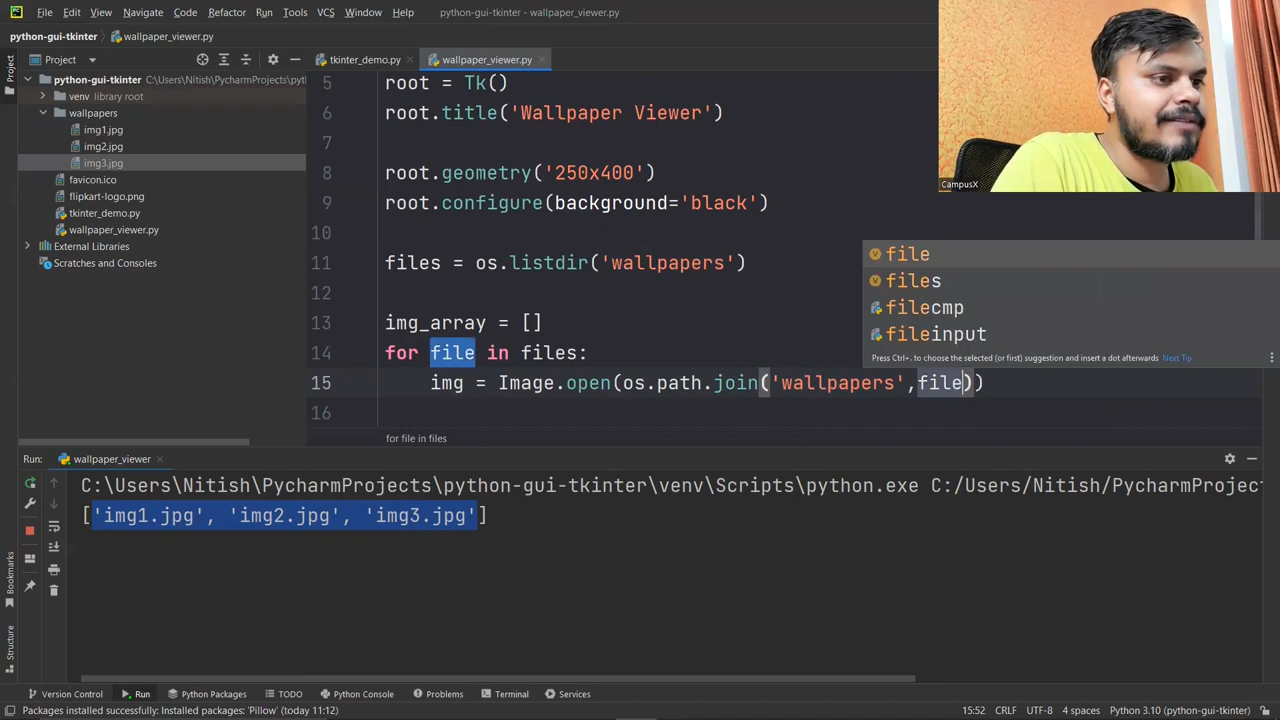 File Edit View Navigate Code Refactor Run Tools VCS Window Help python-gui-tkinter - wallpaper_viewer.py
python-gui-tkinter wallpaper_viewer.py
Project
Project
tkinter_demo.py
wallpaper_viewer.py
python-gui-tkinter C:\Users\Nitish\PycharmProjects\pyth
venv library root
wallpapers
img1.jpg
img2.jpg
img3.jpg
favicon.ico
flipkart-logo.png
tkinter_demo.py
wallpaper_viewer.py
External Libraries
Scratches and Consoles
5 root = Tk()
6 root.title('Wallpaper Viewer')
7
8 root.geometry('250x400')
9 root.configure(background='black')
10
11 files = os.listdir('wallpapers')
12
13 img_array = []
14 for file in files:
15 img = Image.open(os.path.join('wallpapers',file))
16
for file in files
file
files
filecmp
fileinput
Press Ctrl+. to choose the selected (or first) suggestion and insert a dot afterwards Next Tip
CampusX
Run: wallpaper_viewer
C:\Users\Nitish\PycharmProjects\python-gui-tkinter\venv\Scripts\python.exe C:/Users/Nitish/PycharmProject
['img1.jpg', 'img2.jpg', 'img3.jpg']
Bookmarks
Structure
Version Control Run Python Packages TODO Python Console Problems Terminal Services
Packages installed successfully: Installed packages: 'Pillow' (today 11:12)
15:52 CRLF UTF-8 4 spaces Python 3.10 (python-gui-tkinter)